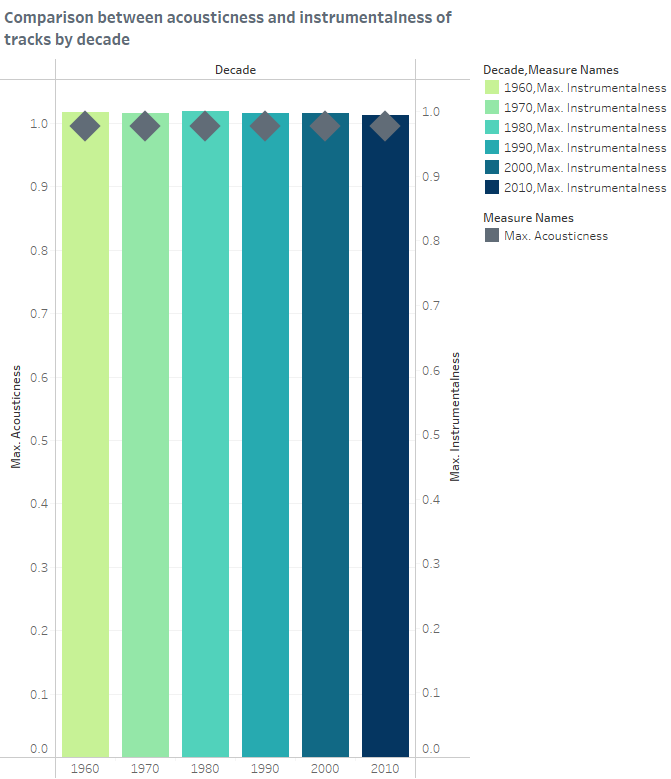 Comparison between acousticness and instrumentalness of
tracks by decade
Decade
Max. Acousticness
1.0
0.9
0.8
0.7
0.6
0.5
0.4
0.3
0.2
0.1
0.0
1960 1970 1980 1990 2000 2010
1.0
0.9
0.8
0.7
0.6
0.5
0.4
0.3
0.2
0.1
0.0
Max. Instrumentalness
Decade,Measure Names
1960,Max. Instrumentalness
1970,Max. Instrumentalness
1980,Max. Instrumentalness
1990,Max. Instrumentalness
2000,Max. Instrumentalness
2010,Max. Instrumentalness
Measure Names
Max. Acousticness